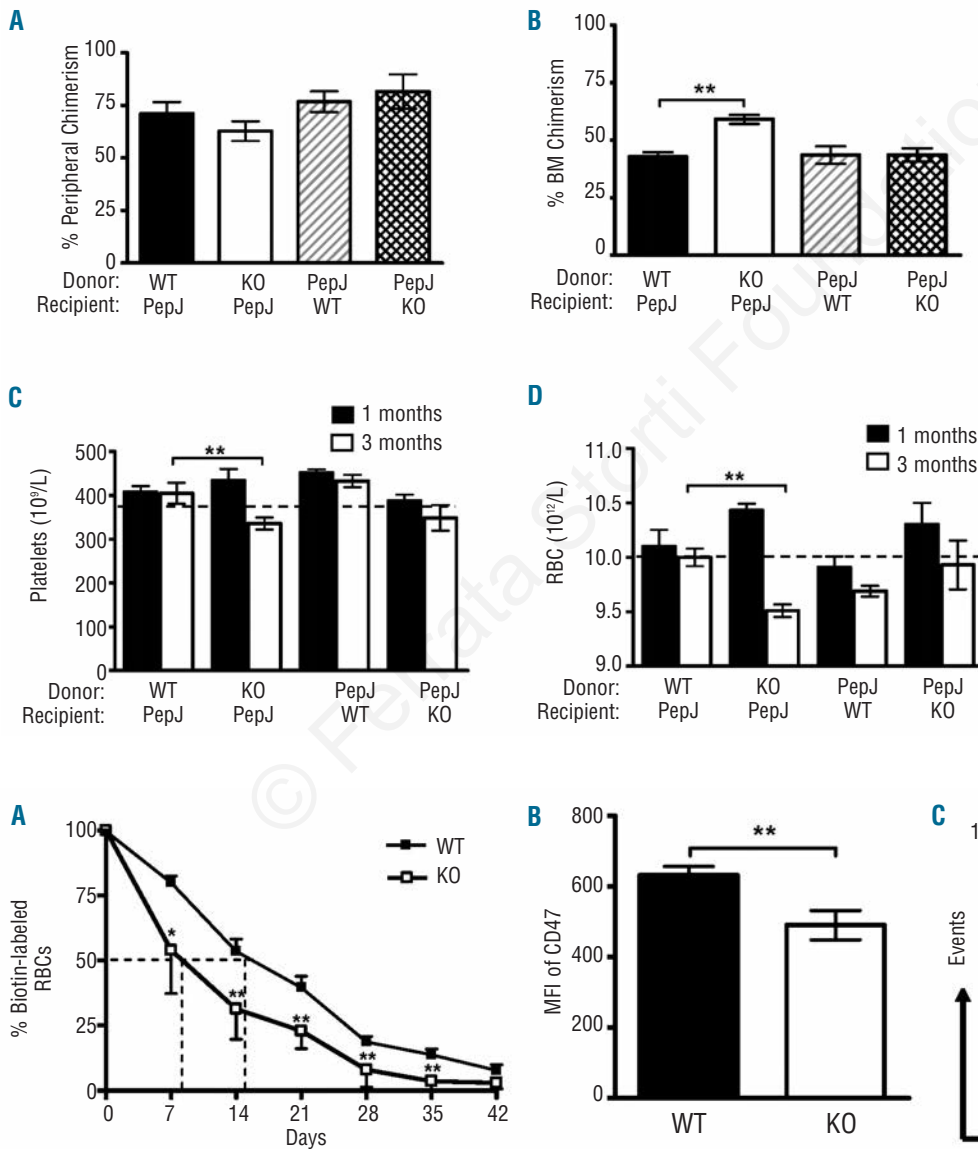 A
% Peripheral Chimerism
100
75
50
25
0
Donor: WT KO PepJ PepJ
Recipient: PepJ PepJ WT KO
B
% BM Chimerism
100
75
50
25
0
**
Donor: WT KO PepJ PepJ
Recipient: PepJ PepJ WT KO
C
1 months
3 months
Platelets (10⁹/L)
500
400
300
200
100
0
**
Donor: WT KO PepJ PepJ
Recipient: PepJ PepJ WT KO
D
1 months
3 months
RBC (10¹²/L)
11.0
10.5
10.0
9.5
9.0
**
Donor: WT KO PepJ PepJ
Recipient: PepJ PepJ WT KO
A
% Biotin-labeled
RBCs
100
75
50
25
0
WT
KO
*
**
**
**
**
0 7 14 21 28 35 42
Days
B
MFI of CD47
800
600
400
200
0
**
WT KO
C
1
Events
© Ferrata Storti Foundation